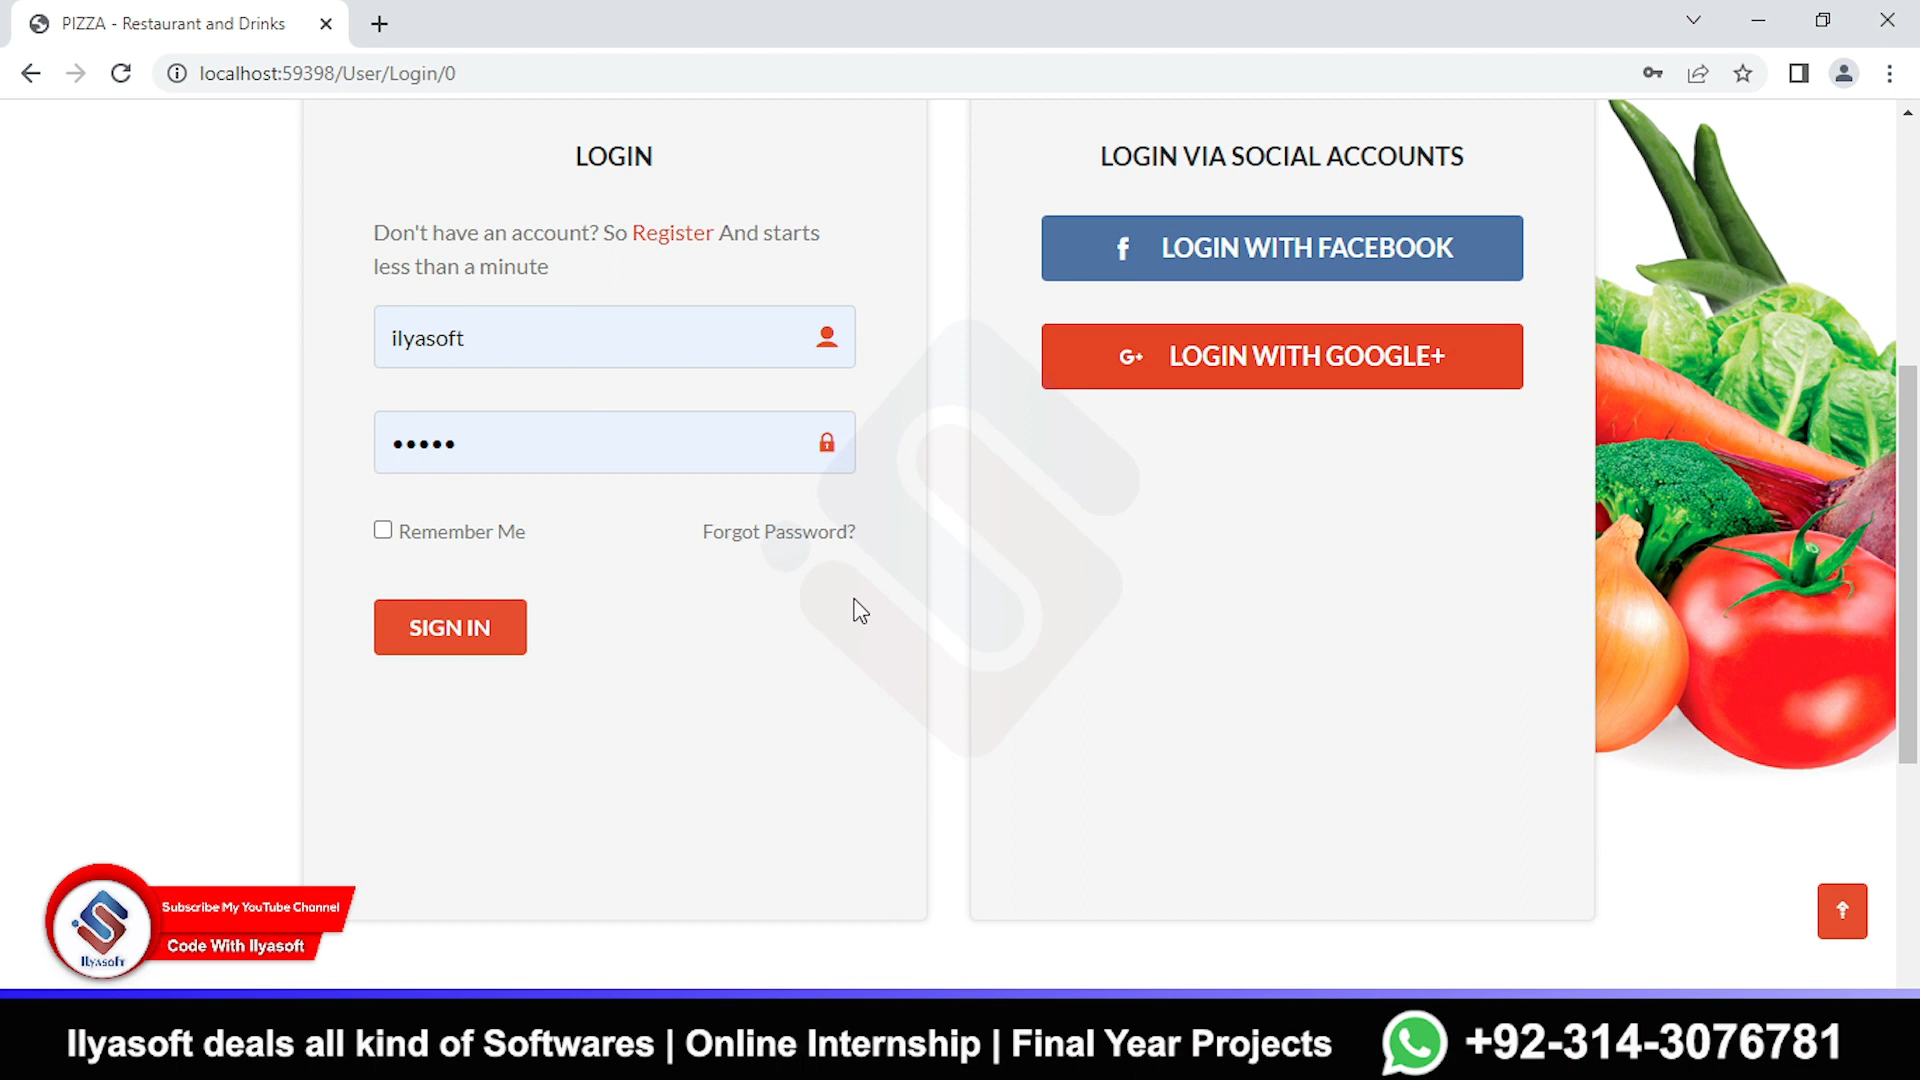 PIZZA - Restaurant and Drinks
localhost:59398/User/Login/0
LOGIN
Don't have an account? So Register And starts
less than a minute
ilyasoft
•••••
Remember Me
Forgot Password?
SIGN IN
LOGIN VIA SOCIAL ACCOUNTS
f LOGIN WITH FACEBOOK
G+ LOGIN WITH GOOGLE+
Subscribe My YouTube Channel
Code With Ilyasoft
Ilyasoft
Ilyasoft deals all kind of Softwares | Online Internship | Final Year Projects
+92-314-3076781